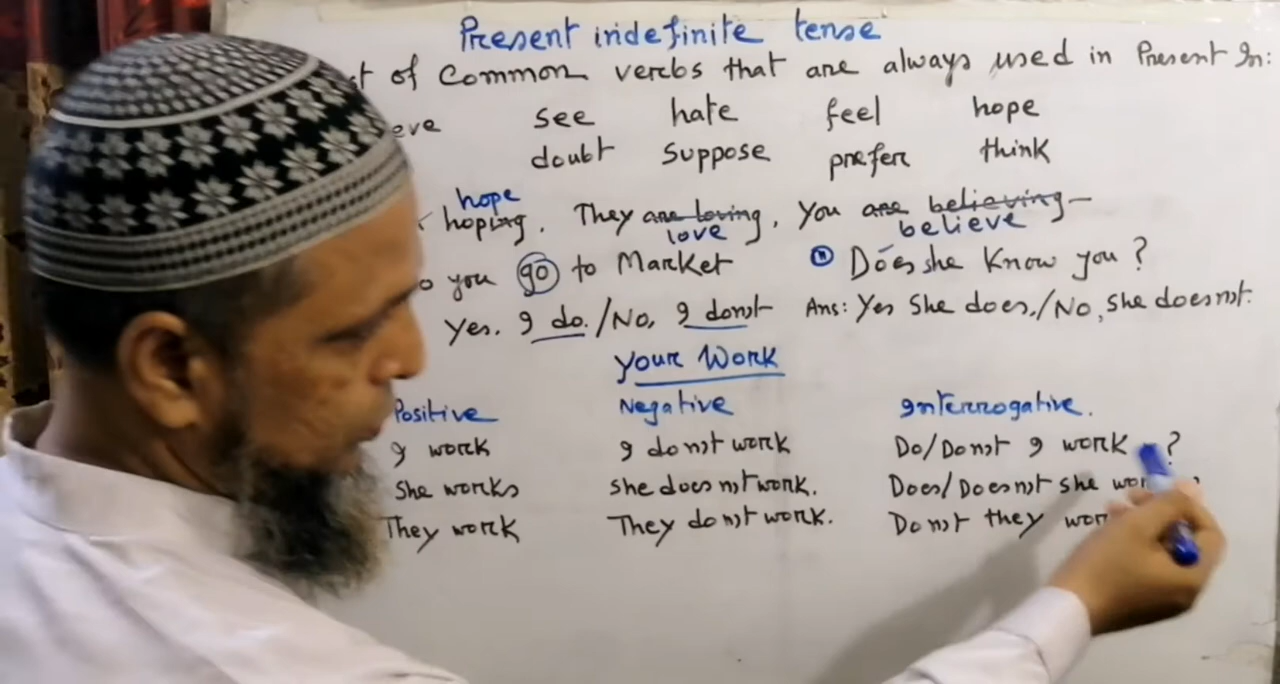 Present indefinite tense
of Common verbs that are always used in Present In:
see hate feel hope
doubt suppose prefer think
hope
hoping. They are loving, You are believing
love believe
you go to Market Does she Know you?
Yes. I do. / No, I don't Ans: Yes She does. / No, She doesn't.
Your Work
Positive Negative Interrogative.
I work I don't work Do/Don't I work ?
She works She doesn't work. Does/Doesn't she
They work They don't work. Don't they